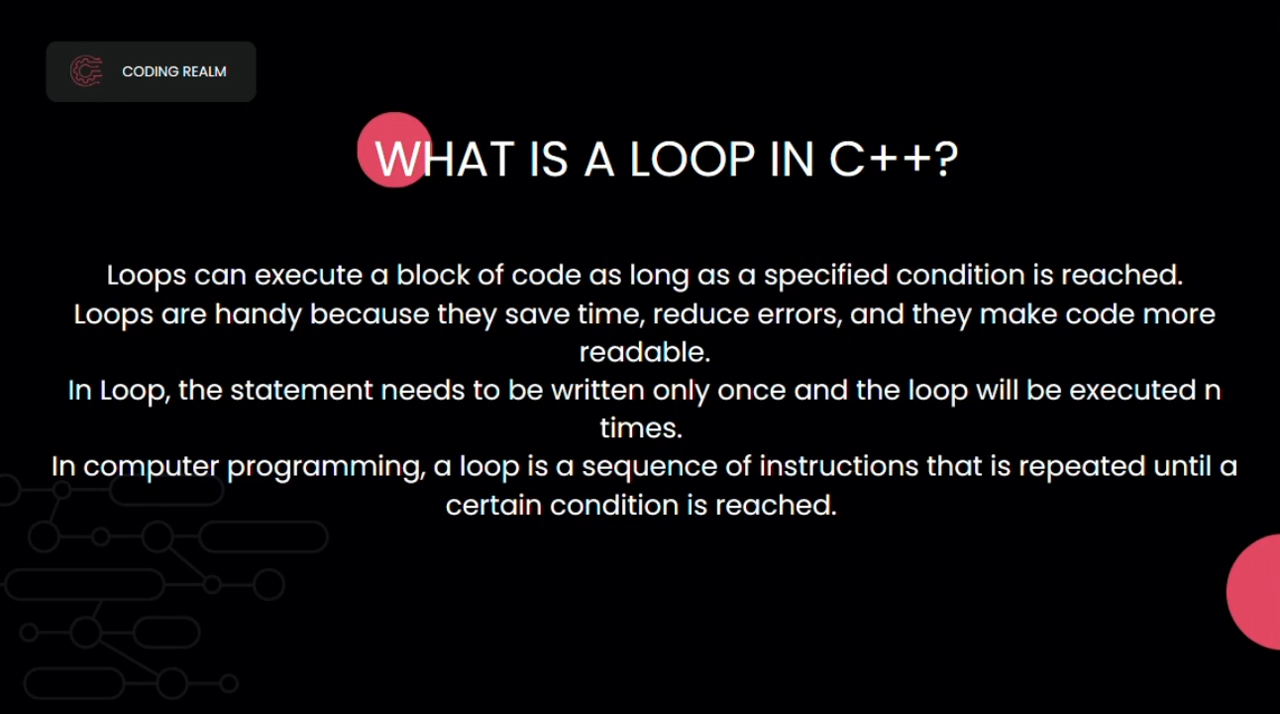 CODING REALM
WHAT IS A LOOP IN C++?
Loops can execute a block of code as long as a specified condition is reached.
Loops are handy because they save time, reduce errors, and they make code more
readable.
In Loop, the statement needs to be written only once and the loop will be executed n
times.
In computer programming, a loop is a sequence of instructions that is repeated until a
certain condition is reached.